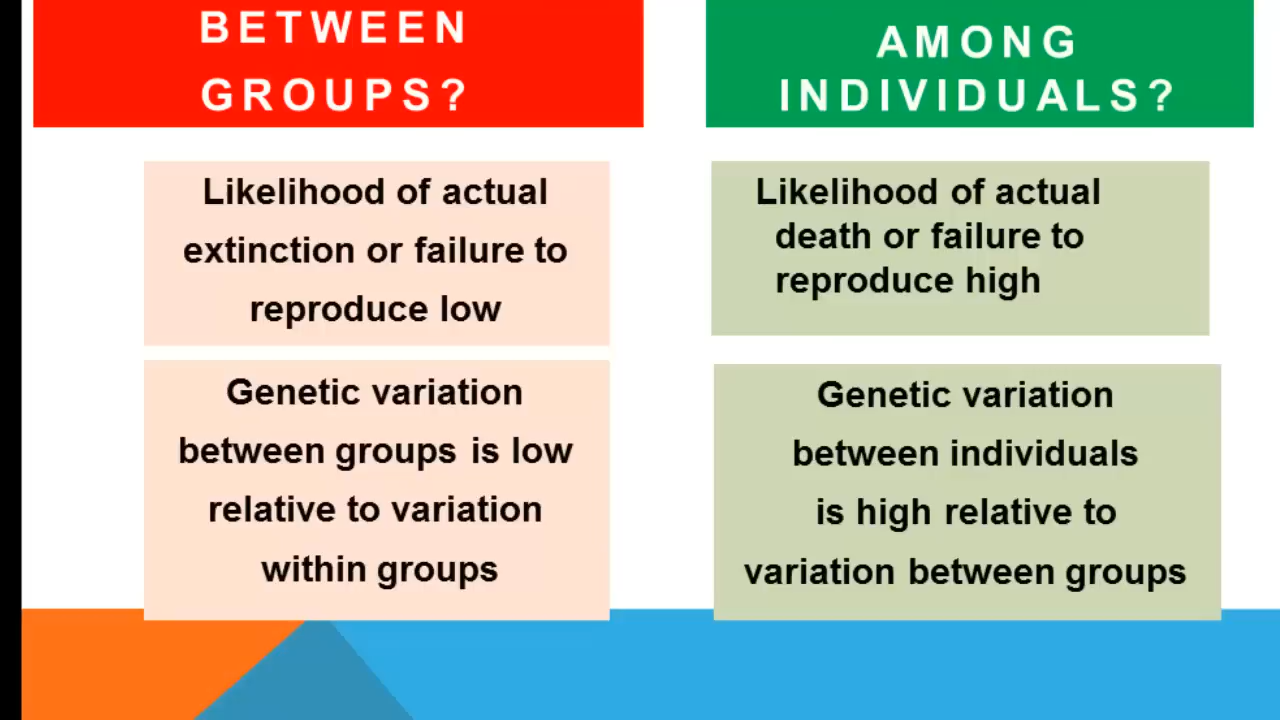 BETWEEN
GROUPS?
Likelihood of actual
extinction or failure to
reproduce low
Genetic variation
between groups is low
relative to variation
within groups
AMONG
INDIVIDUALS?
Likelihood of actual
death or failure to
reproduce high
Genetic variation
between individuals
is high relative to
variation between groups